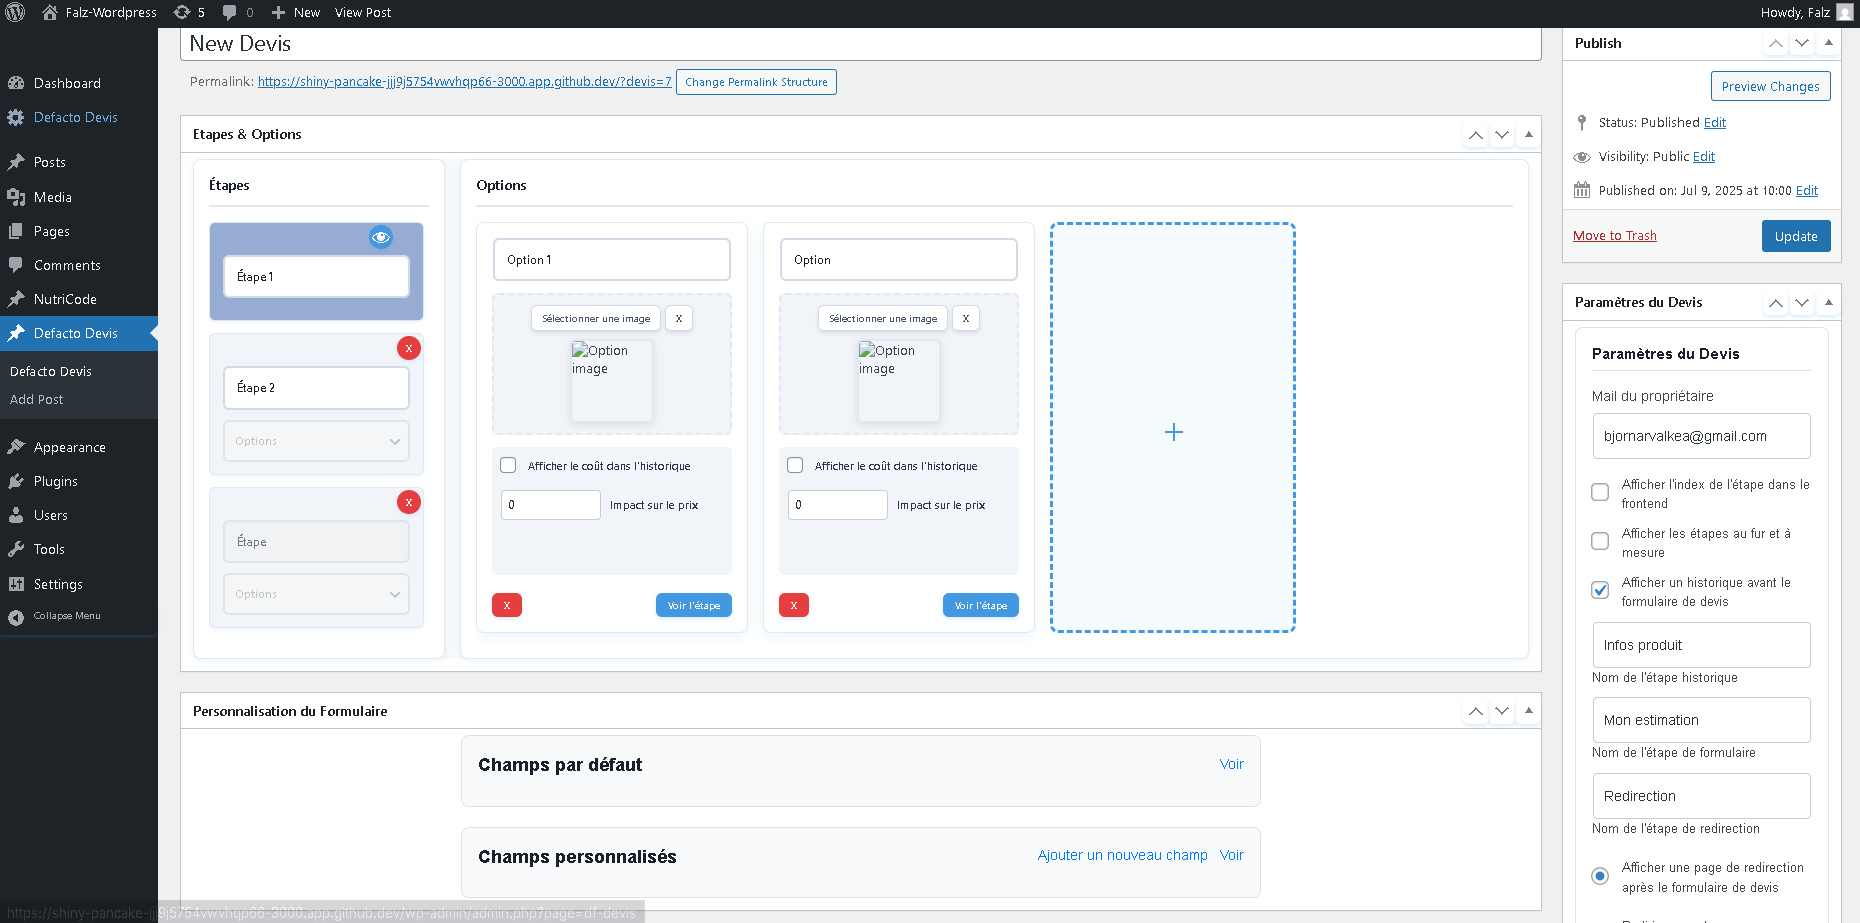 Falz-Wordpress 5 0 New View Post Howdy, Falz
Dashboard
Defacto Devis
Posts
Media
Pages
Comments
NutriCode
Defacto Devis
Defacto Devis
Add Post
Appearance
Plugins
Users
Tools
Settings
Collapse Menu
New Devis
Permalink: https://shiny-pancake-jjj9j5754vwvhqp66-3000.app.github.dev/?devis=7 Change Permalink Structure
Etapes & Options
Étapes
Étape 1
X
Étape 2
Options
X
Étape
Options
Options
Option 1
Sélectionner une image X
Option image
Afficher le coût dans l'historique
0 Impact sur le prix
X Voir l'étape
Option
Sélectionner une image X
Option image
Afficher le coût dans l'historique
0 Impact sur le prix
X Voir l'étape
+
Personnalisation du Formulaire
Champs par défaut Voir
Champs personnalisés Ajouter un nouveau champ Voir
Publish
Preview Changes
Status: Published Edit
Visibility: Public Edit
Published on: Jul 9, 2025 at 10:00 Edit
Move to Trash Update
Paramètres du Devis
Paramètres du Devis
Mail du propriétaire
bjornarvalkea@gmail.com
Afficher l'index de l'étape dans le
frontend
Afficher les étapes au fur et à
mesure
Afficher un historique avant le
formulaire de devis
Infos produit
Nom de l'étape historique
Mon estimation
Nom de l'étape de formulaire
Redirection
Nom de l'étape de redirection
Afficher une page de redirection
après le formulaire de devis
https://shiny-pancake-jjj9j5754vwvhqp66-3000.app.github.dev/wp-admin/admin.php?page=df-devis